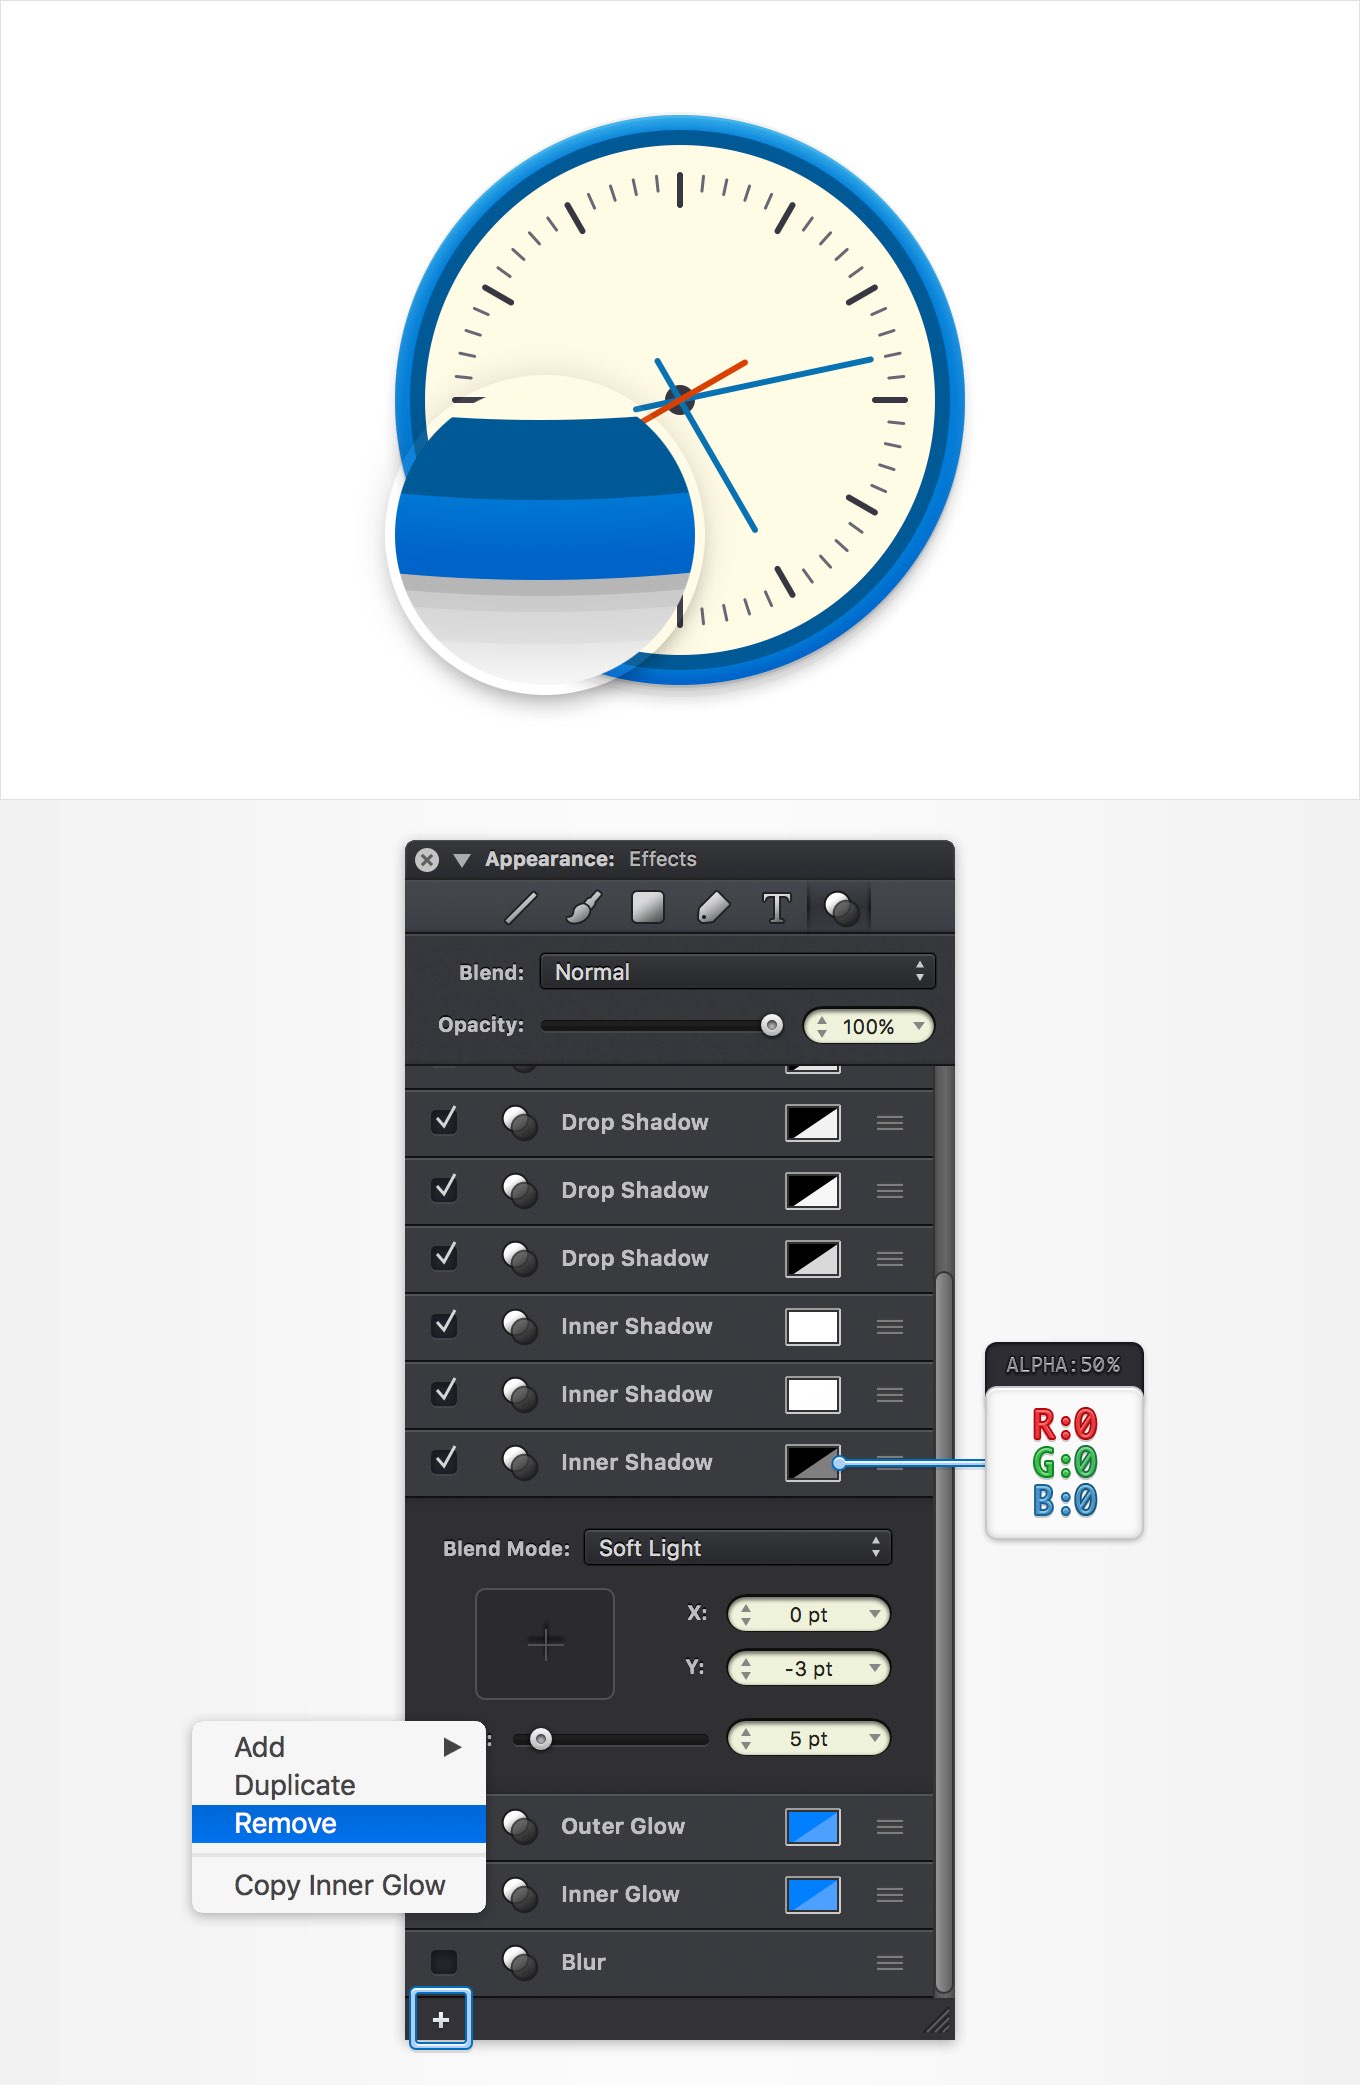 Appearance: Effects
T
Blend: Normal
Opacity: 100%
Drop Shadow
Drop Shadow
Drop Shadow
Inner Shadow
Inner Shadow
Inner Shadow
ALPHA:50%
R:0
G:0
B:0
Blend Mode: Soft Light
X: 0 pt
Y: -3 pt
: 5 pt
Add
Duplicate
Remove
Copy Inner Glow
Outer Glow
Inner Glow
Blur
+